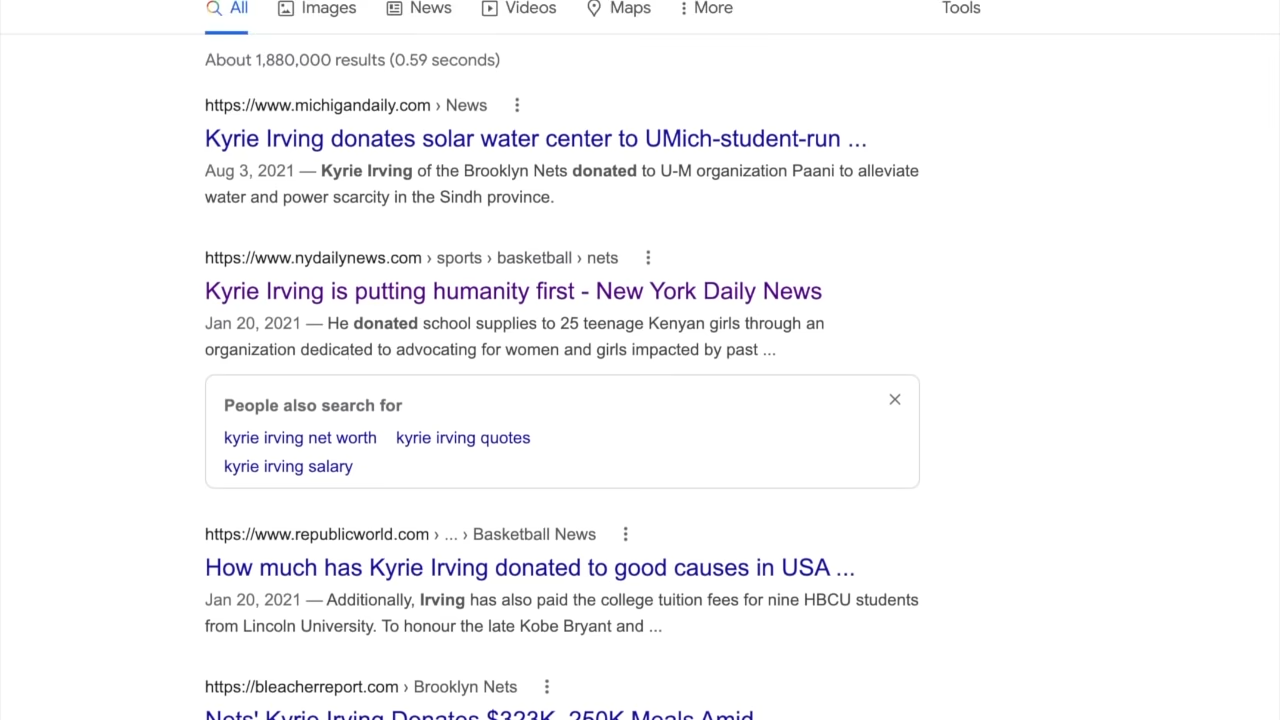 All Images News Videos Maps More Tools
About 1,880,000 results (0.59 seconds)
https://www.michigandaily.com › News
Kyrie Irving donates solar water center to UMich-student-run ...
Aug 3, 2021 — Kyrie Irving of the Brooklyn Nets donated to U-M organization Paani to alleviate
water and power scarcity in the Sindh province.
https://www.nydailynews.com › sports › basketball › nets
Kyrie Irving is putting humanity first - New York Daily News
Jan 20, 2021 — He donated school supplies to 25 teenage Kenyan girls through an
organization dedicated to advocating for women and girls impacted by past ...
People also search for
kyrie irving net worth kyrie irving quotes
kyrie irving salary
https://www.republicworld.com › ... › Basketball News
How much has Kyrie Irving donated to good causes in USA ...
Jan 20, 2021 — Additionally, Irving has also paid the college tuition fees for nine HBCU students
from Lincoln University. To honour the late Kobe Bryant and ...
https://bleacherreport.com › Brooklyn Nets
Nets' Kyrie Irving Donates $323K, 250K Meals Amid